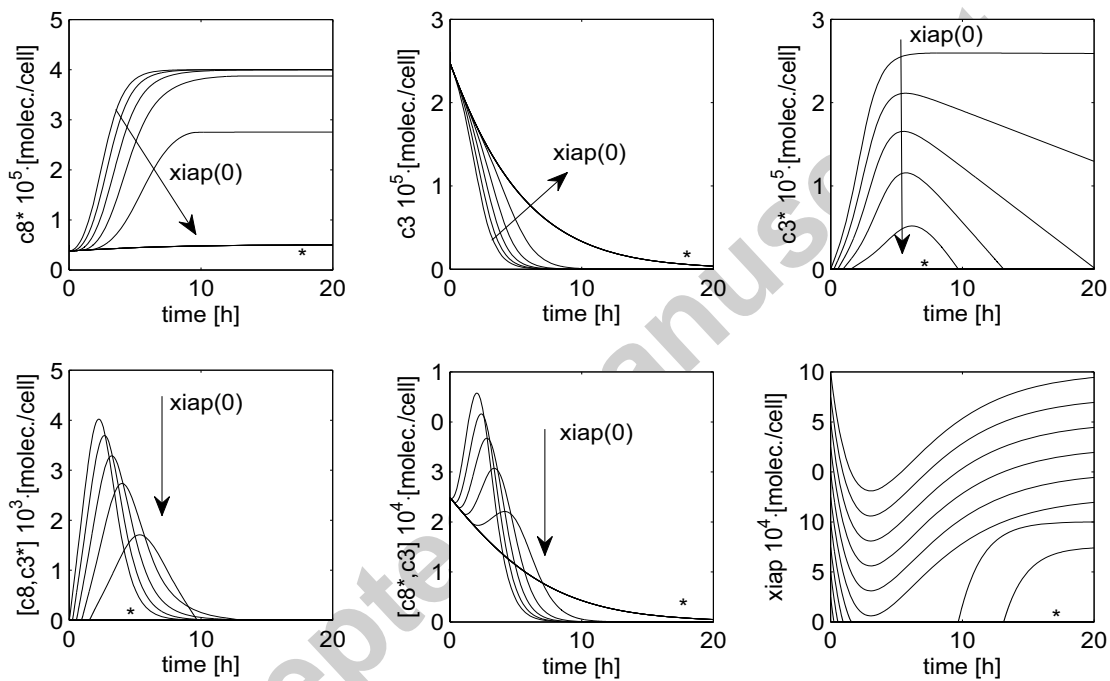 5
4
3
2
1
0
c8* 10^5·[molec./cell]
xiap(0)
*
0 10 20
time [h]
3
2
1
0
c3 10^5·[molec./cell]
xiap(0)
*
0 10 20
time [h]
3
2
1
0
c3* 10^5·[molec./cell]
xiap(0)
*
0 10 20
time [h]
5
4
3
2
1
0
[c8,c3*] 10^3·[molec./cell]
xiap(0)
*
0 10 20
time [h]
1
0
3
2
1
0
[c8*,c3] 10^4·[molec./cell]
xiap(0)
*
0 10 20
time [h]
10
5
0
10
5
0
xiap 10^4·[molec./cell]
*
0 10 20
time [h]